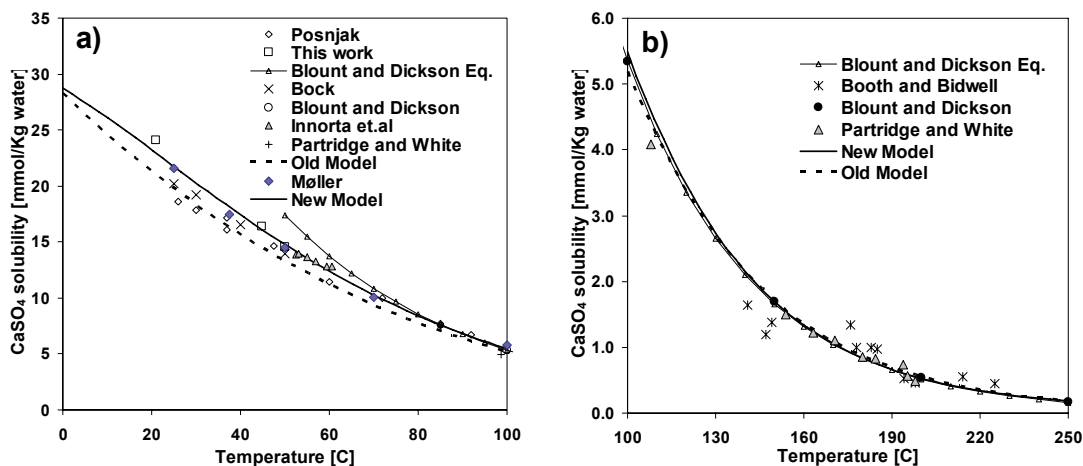 a)
CaSO4 solubility [mmol/Kg water]
35
30
25
20
15
10
5
0
0 20 40 60 80 100
Temperature [C]
Posnjak
This work
Blount and Dickson Eq.
Bock
Blount and Dickson
Innorta et.al
Partridge and White
Old Model
Møller
New Model
b)
CaSO4 solubility [mmol/Kg water]
6.0
5.0
4.0
3.0
2.0
1.0
0.0
100 130 160 190 220 250
Temperature [C]
Blount and Dickson Eq.
Booth and Bidwell
Blount and Dickson
Partridge and White
New Model
Old Model